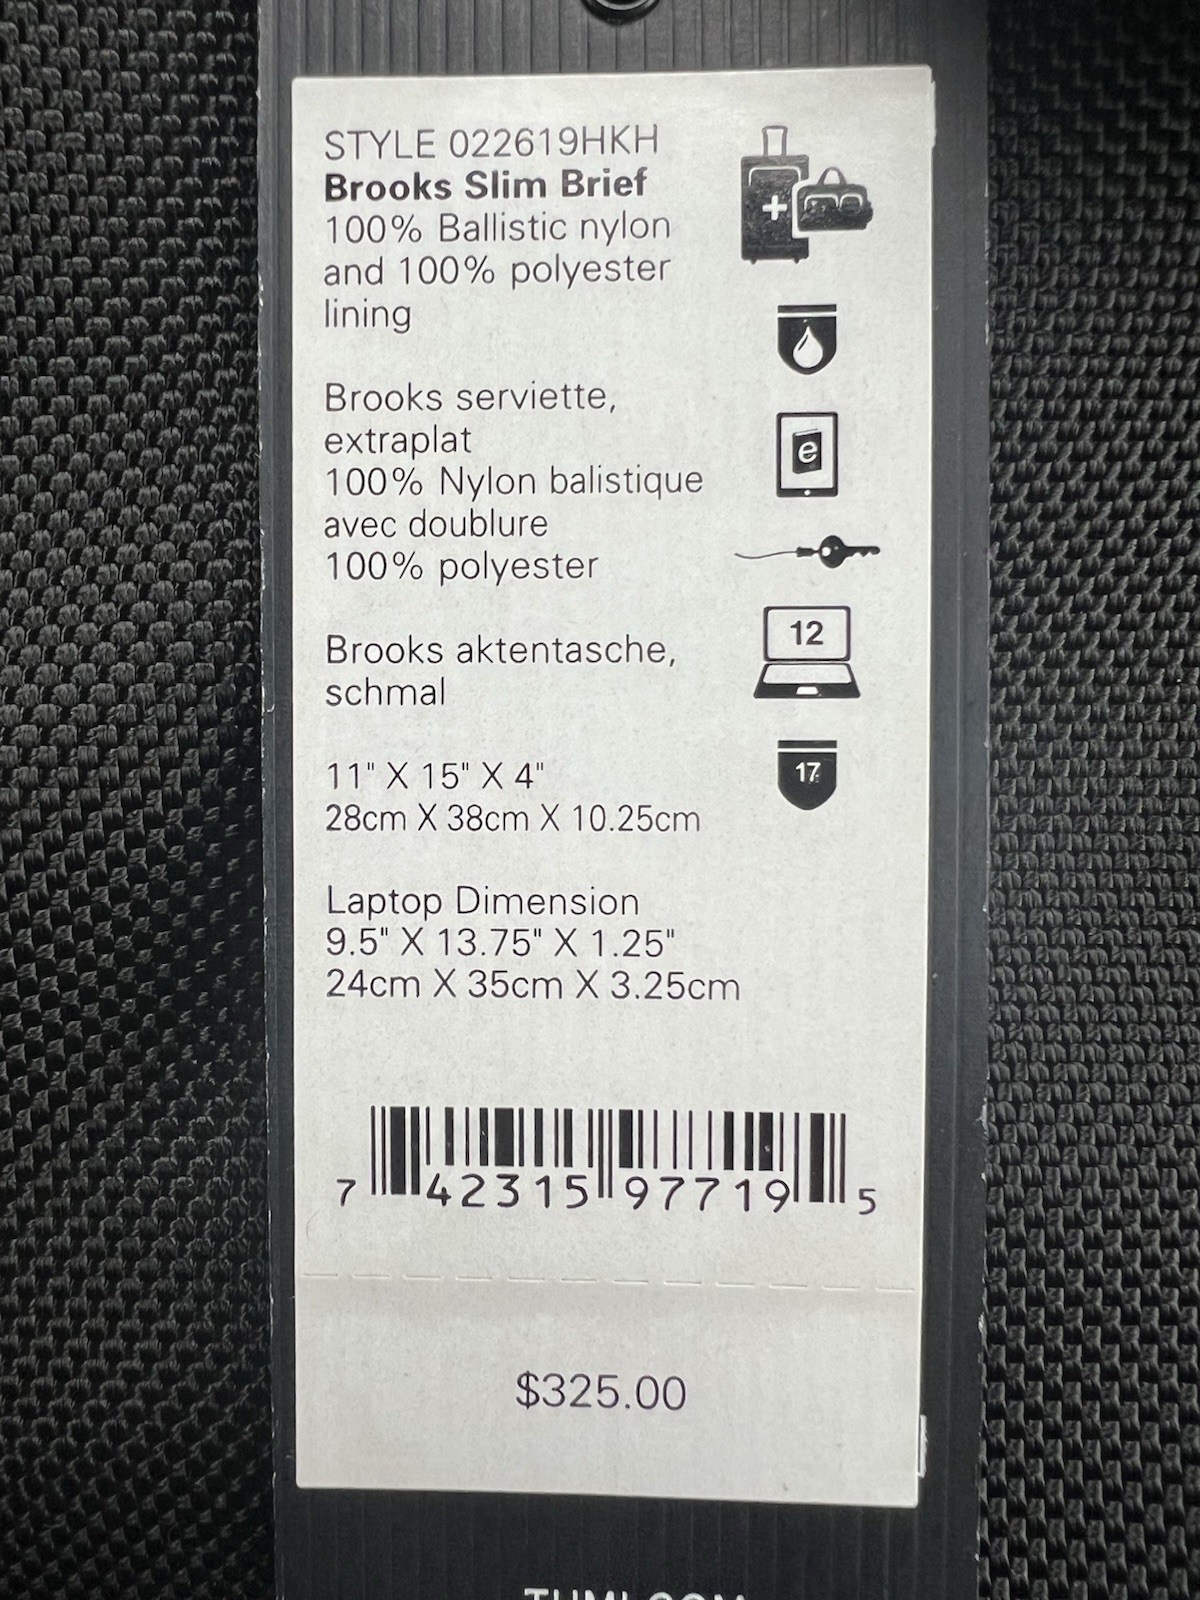 STYLE 022619HKH
Brooks Slim Brief
100% Ballistic nylon
and 100% polyester
lining
+
e
Brooks serviette,
extraplat
100% Nylon balistique
avec doublure
100% polyester
12
Brooks aktentasche,
schmal
17
11" X 15" X 4"
28cm X 38cm X 10.25cm
Laptop Dimension
9.5" X 13.75" X 1.25"
24cm X 35cm X 3.25cm
7 42315 97719 5
$325.00
TUMI.COM